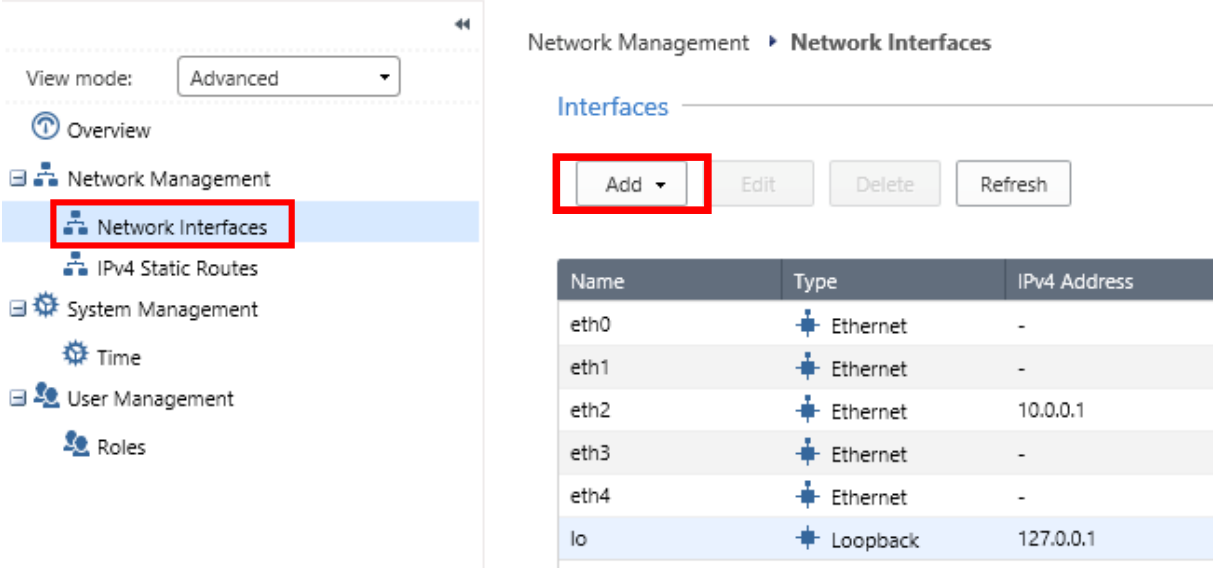 View mode: Advanced
Overview
Network Management
Network Interfaces
IPv4 Static Routes
System Management
Time
User Management
Roles
Network Management Network Interfaces
Interfaces
Add Edit Delete Refresh
Name Type IPv4 Address
eth0 Ethernet -
eth1 Ethernet -
eth2 Ethernet 10.0.0.1
eth3 Ethernet -
eth4 Ethernet -
lo Loopback 127.0.0.1